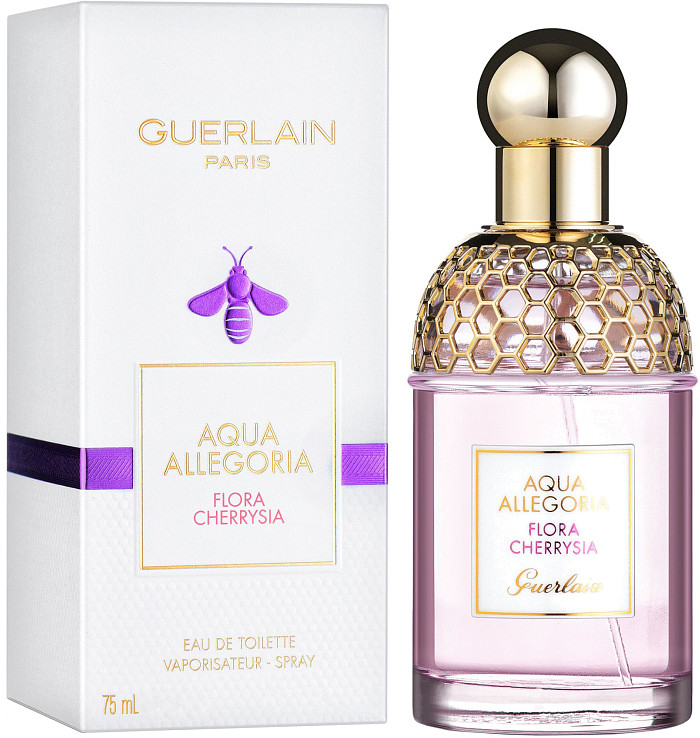 GUERLAIN
PARIS
AQUA
ALLEGORIA
FLORA
CHERRYSIA
EAU DE TOILETTE
VAPORISATEUR - SPRAY
75 mL
AQUA
ALLEGORIA
FLORA
CHERRYSIA
Guerlain